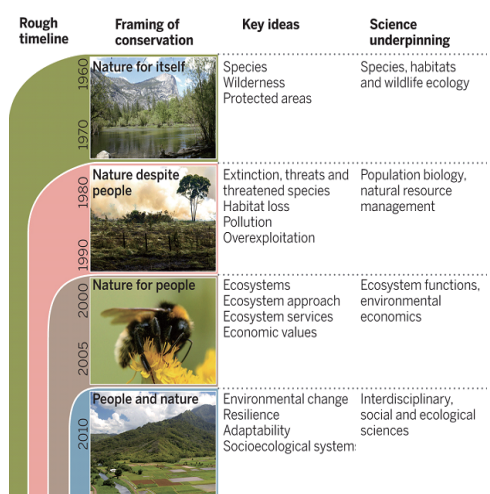 Rough
timeline
Framing of
conservation
Key ideas
Science
underpinning
1960
1970
Nature for itself
Species
Wilderness
Protected areas
Species, habitats
and wildlife ecology
1980
1990
Nature despite
people
Extinction, threats and
threatened species
Habitat loss
Pollution
Overexploitation
Population biology,
natural resource
management
2000
2005
Nature for people
Ecosystems
Ecosystem approach
Ecosystem services
Economic values
Ecosystem functions,
environmental
economics
2010
People and nature
Environmental change
Resilience
Adaptability
Socioecological systems
Interdisciplinary,
social and ecological
sciences